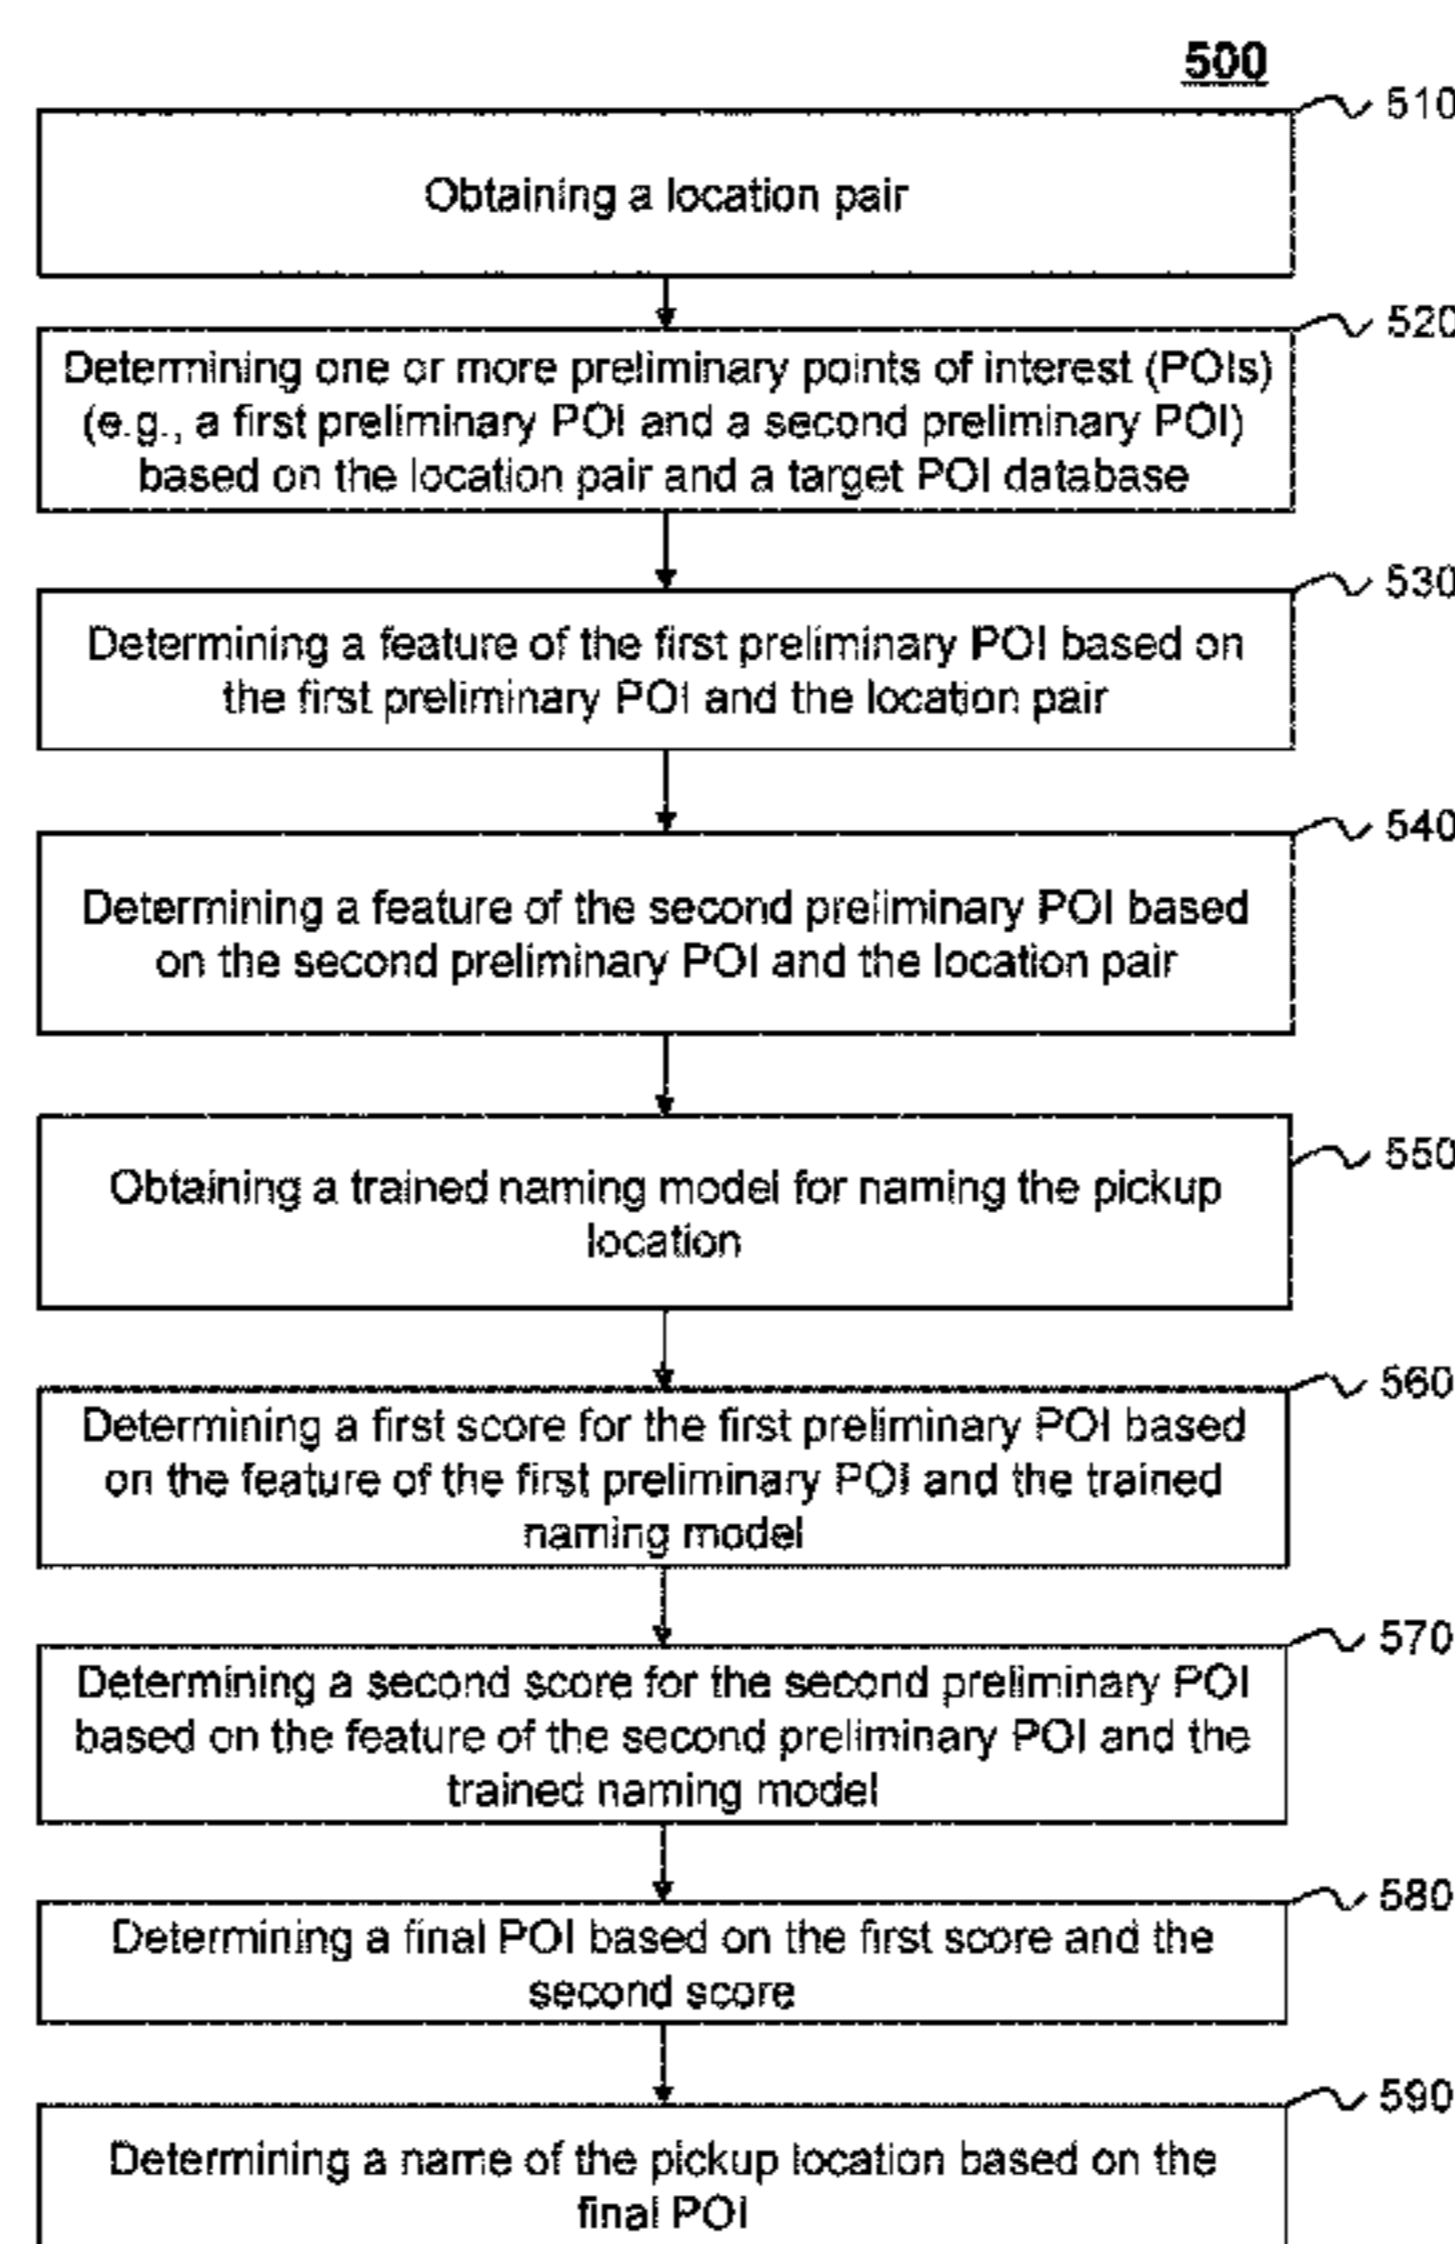 500
510
Obtaining a location pair
520
Determining one or more preliminary points of interest (POIs)
(e.g., a first preliminary POI and a second preliminary POI)
based on the location pair and a target POI database
530
Determining a feature of the first preliminary POI based on
the first preliminary POI and the location pair
540
Determining a feature of the second preliminary POI based
on the second preliminary POI and the location pair
550
Obtaining a trained naming model for naming the pickup
location
560
Determining a first score for the first preliminary POI based
on the feature of the first preliminary POI and the trained
naming model
570
Determining a second score for the second preliminary POI
based on the feature of the second preliminary POI and the
trained naming model
580
Determining a final POI based on the first score and the
second score
590
Determining a name of the pickup location based on the
final POI